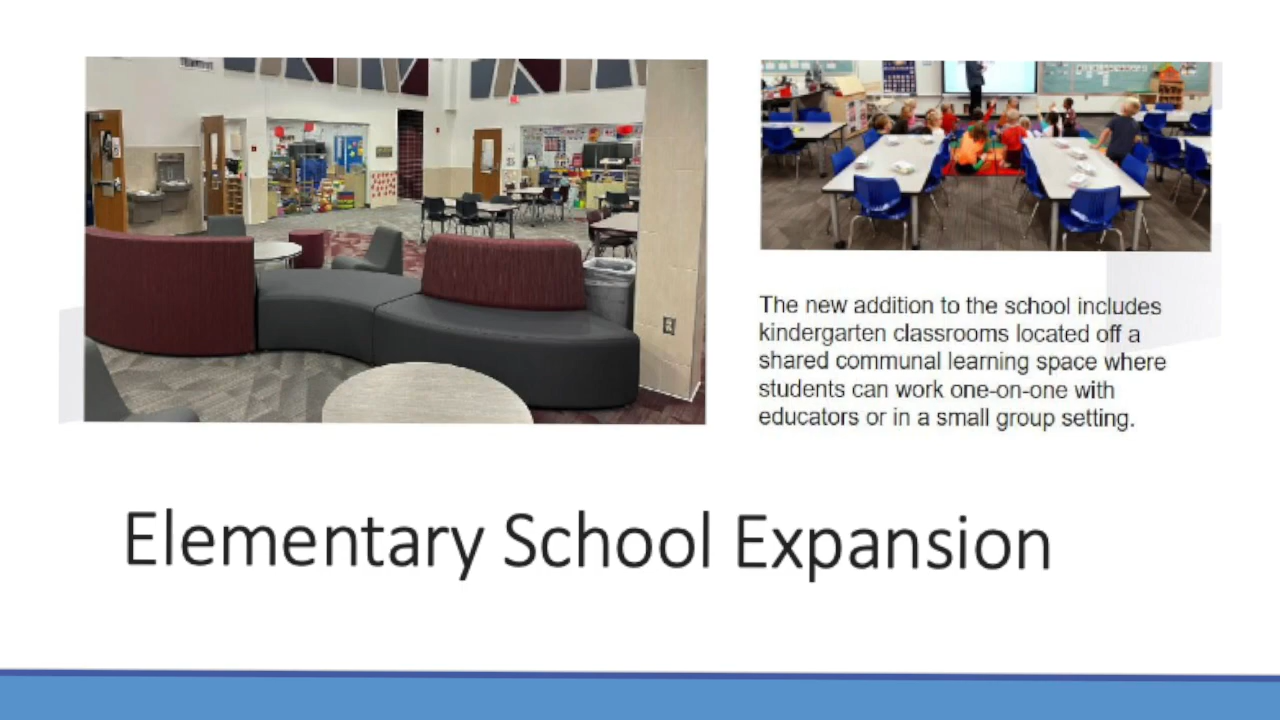 The new addition to the school includes
kindergarten classrooms located off a
shared communal learning space where
students can work one-on-one with
educators or in a small group setting.
Elementary School Expansion